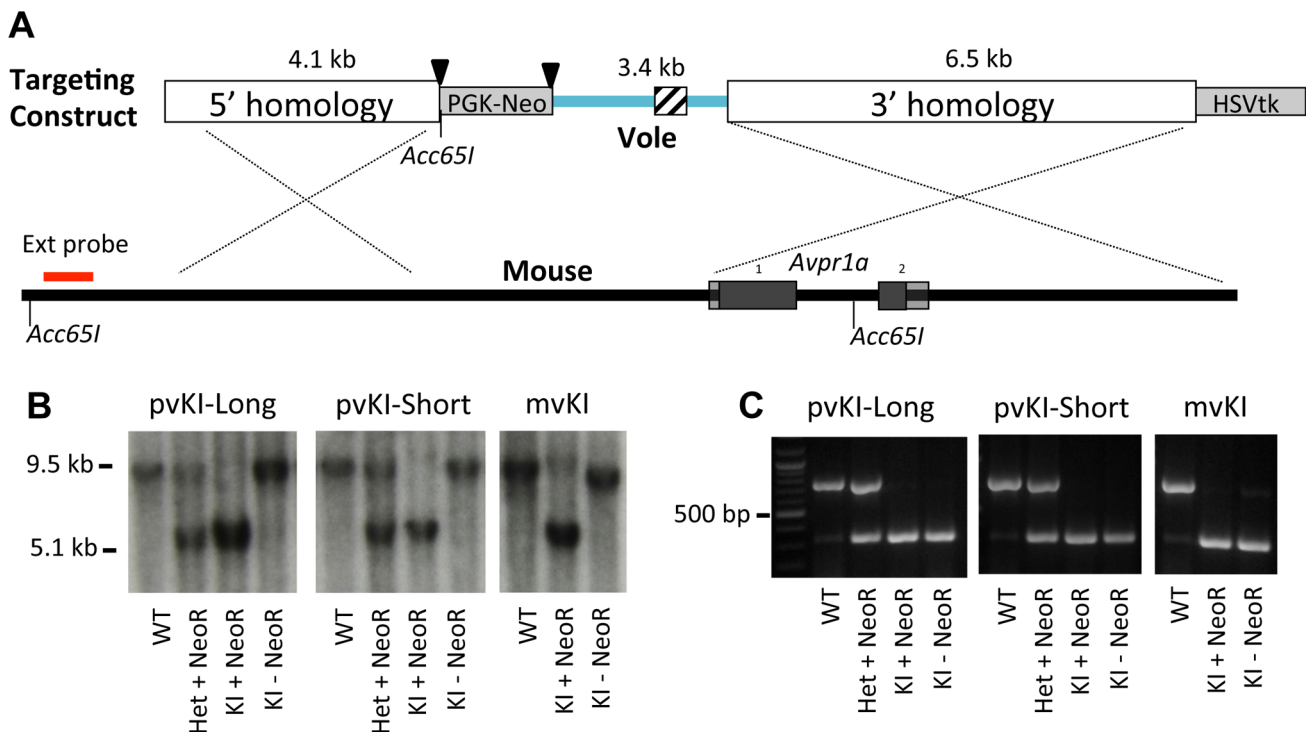 A
Targeting
Construct
4.1 kb
5’ homology
PGK-Neo
3.4 kb
Vole
6.5 kb
3’ homology
HSVtk
Acc65I
Ext probe
Mouse
Avpr1a
1
2
Acc65I
Acc65I
B
pvKI-Long
pvKI-Short
mvKI
9.5 kb
5.1 kb
WT
Het + NeoR
KI + NeoR
KI - NeoR
WT
Het + NeoR
KI + NeoR
KI - NeoR
WT
KI + NeoR
KI - NeoR
C
pvKI-Long
pvKI-Short
mvKI
500 bp
WT
Het + NeoR
KI + NeoR
KI - NeoR
WT
Het + NeoR
KI + NeoR
KI - NeoR
WT
KI + NeoR
KI - NeoR